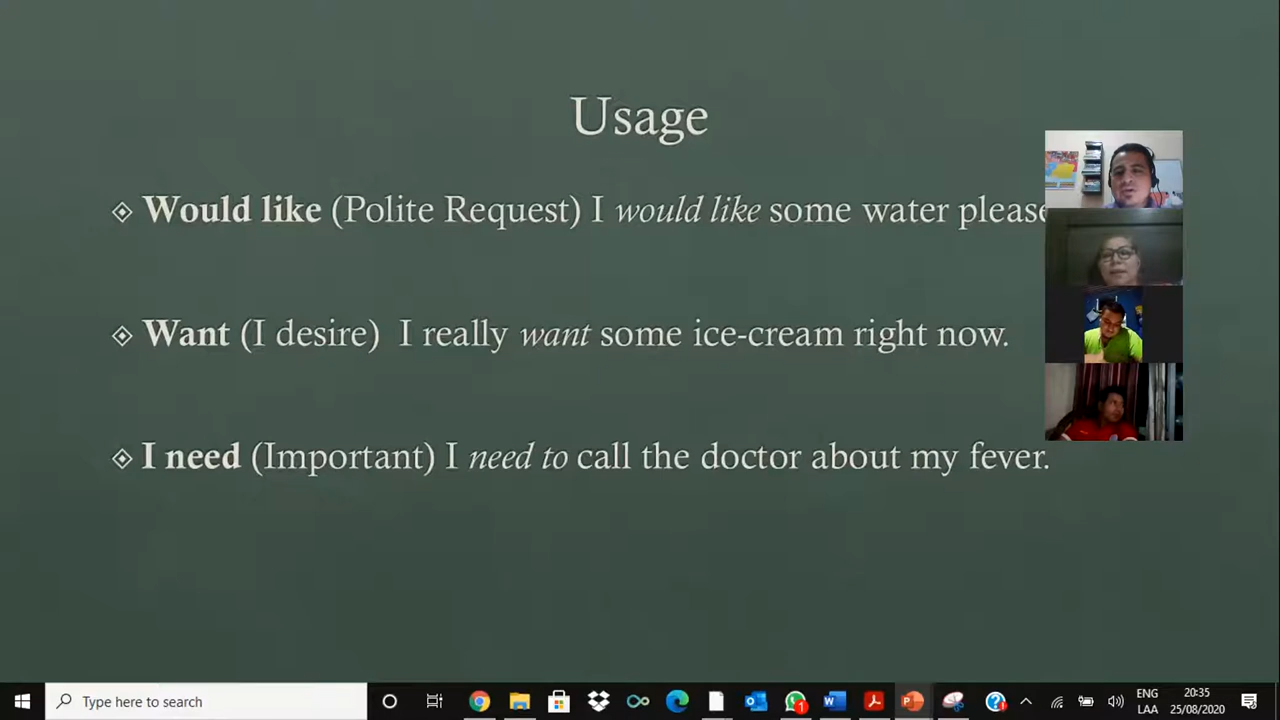 Usage
Would like (Polite Request) I would like some water please
Want (I desire) I really want some ice-cream right now.
I need (Important) I need to call the doctor about my fever.
Type here to search
1
ENG
LAA
20:35
25/08/2020